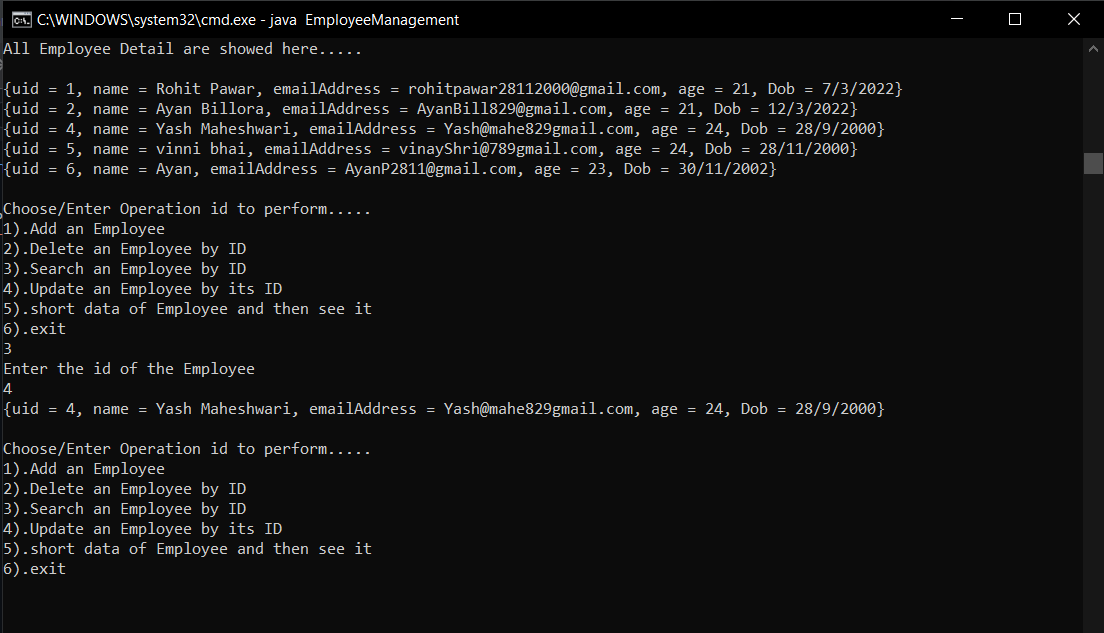 C:\WINDOWS\system32\cmd.exe - java  EmployeeManagement
All Employee Detail are showed here.....
{uid = 1, name = Rohit Pawar, emailAddress = rohitpawar28112000@gmail.com, age = 21, Dob = 7/3/2022}
{uid = 2, name = Ayan Billora, emailAddress = AyanBill829@gmail.com, age = 21, Dob = 12/3/2022}
{uid = 4, name = Yash Maheshwari, emailAddress = Yash@mahe829gmail.com, age = 24, Dob = 28/9/2000}
{uid = 5, name = vinni bhai, emailAddress = vinayShri@789gmail.com, age = 24, Dob = 28/11/2000}
{uid = 6, name = Ayan, emailAddress = AyanP2811@gmail.com, age = 23, Dob = 30/11/2002}
Choose/Enter Operation id to perform.....
1).Add an Employee
2).Delete an Employee by ID
3).Search an Employee by ID
4).Update an Employee by its ID
5).short data of Employee and then see it
6).exit
3
Enter the id of the Employee
4
{uid = 4, name = Yash Maheshwari, emailAddress = Yash@mahe829gmail.com, age = 24, Dob = 28/9/2000}
Choose/Enter Operation id to perform.....
1).Add an Employee
2).Delete an Employee by ID
3).Search an Employee by ID
4).Update an Employee by its ID
5).short data of Employee and then see it
6).exit